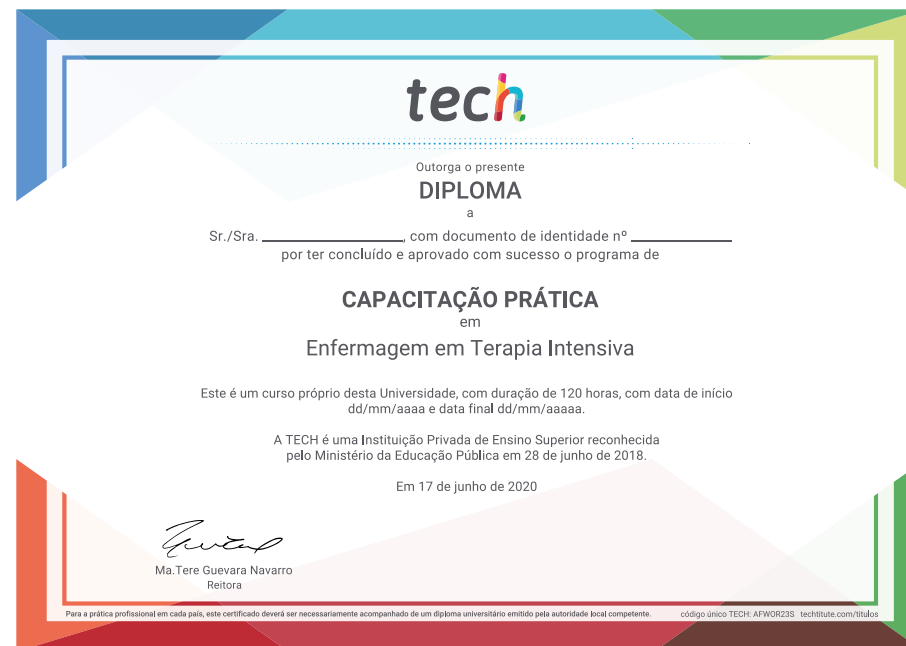 tech
Outorga o presente
DIPLOMA
a
Sr./Sra. ________________, com documento de identidade nº ____________
por ter concluído e aprovado com sucesso o programa de
CAPACITAÇÃO PRÁTICA
em
Enfermagem em Terapia Intensiva
Este é um curso próprio desta Universidade, com duração de 120 horas, com data de início
dd/mm/aaaa e data final dd/mm/aaaaa.
A TECH é uma Instituição Privada de Ensino Superior reconhecida
pelo Ministério da Educação Pública em 28 de junho de 2018.
Em 17 de junho de 2020
Ma.Tere Guevara Navarro
Reitora
Para a prática profissional em cada país, este certificado deverá ser necessariamente acompanhado de um diploma universitário emitido pela autoridade local competente. código único TECH: AFWOR23S techtitute.com/titulos